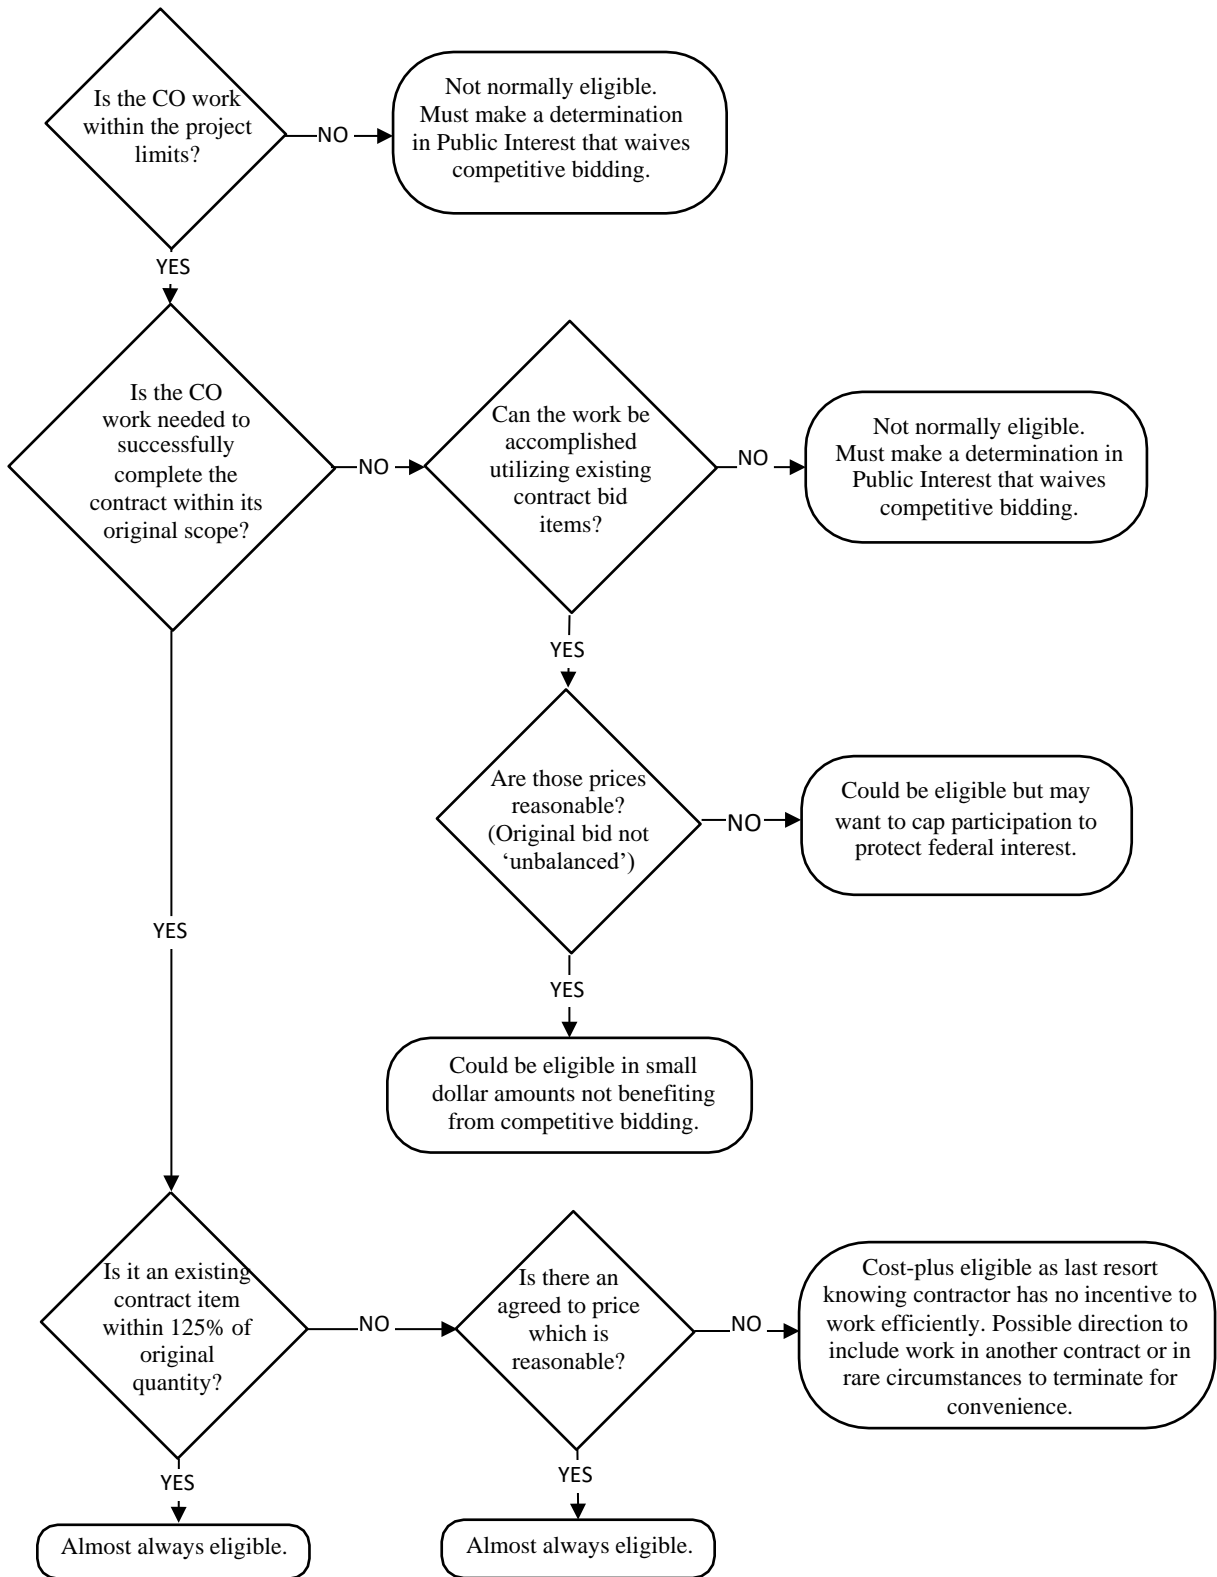 Is the CO work
within the project
limits?
NO
Not normally eligible.
Must make a determination
in Public Interest that waives
competitive bidding.
YES
Is the CO
work needed to
successfully
complete the
contract within its
original scope?
NO
Can the work be
accomplished
utilizing existing
contract bid
items?
NO
Not normally eligible.
Must make a determination in
Public Interest that waives
competitive bidding.
YES
Are those prices
reasonable?
(Original bid not
‘unbalanced’)
NO
Could be eligible but may
want to cap participation to
protect federal interest.
YES
YES
Could be eligible in small
dollar amounts not benefiting
from competitive bidding.
Is it an existing
contract item
within 125% of
original
quantity?
NO
Is there an
agreed to price
which is
reasonable?
NO
Cost-plus eligible as last resort
knowing contractor has no incentive to
work efficiently. Possible direction to
include work in another contract or in
rare circumstances to terminate for
convenience.
YES
YES
Almost always eligible.
Almost always eligible.